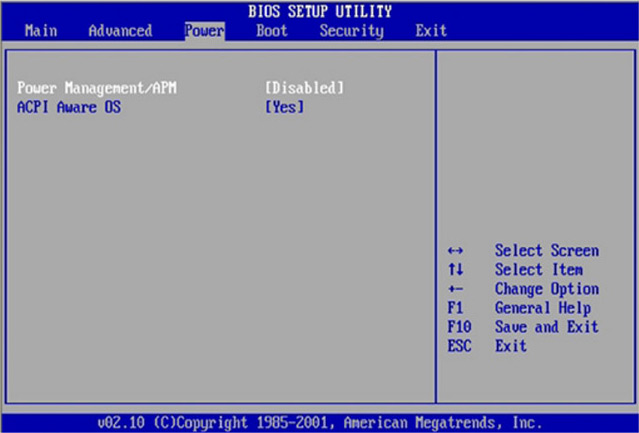 BIOS SETUP UTILITY
Main Advanced Power Boot Security Exit
Power Management/APM [Disabled]
ACPI Aware OS [Yes]
↔ Select Screen
↑↓ Select Item
+- Change Option
F1 General Help
F10 Save and Exit
ESC Exit
v02.10 (C)Copyright 1985-2001, American Megatrends, Inc.